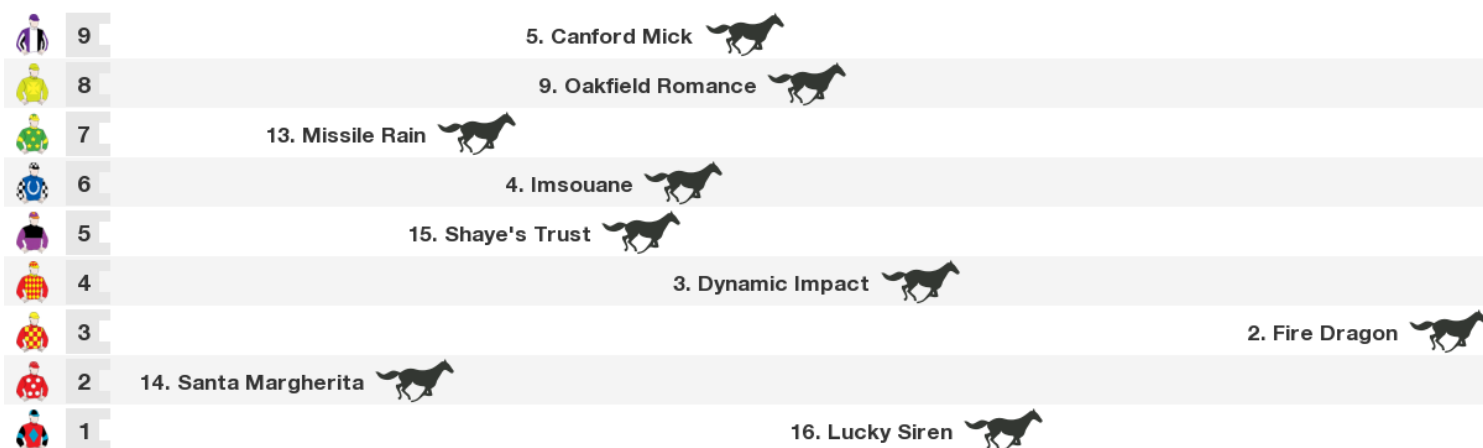 9 5. Canford Mick
8 9. Oakfield Romance
7 13. Missile Rain
6 4. Imsouane
5 15. Shaye's Trust
4 3. Dynamic Impact
3 2. Fire Dragon
2 14. Santa Margherita
1 16. Lucky Siren